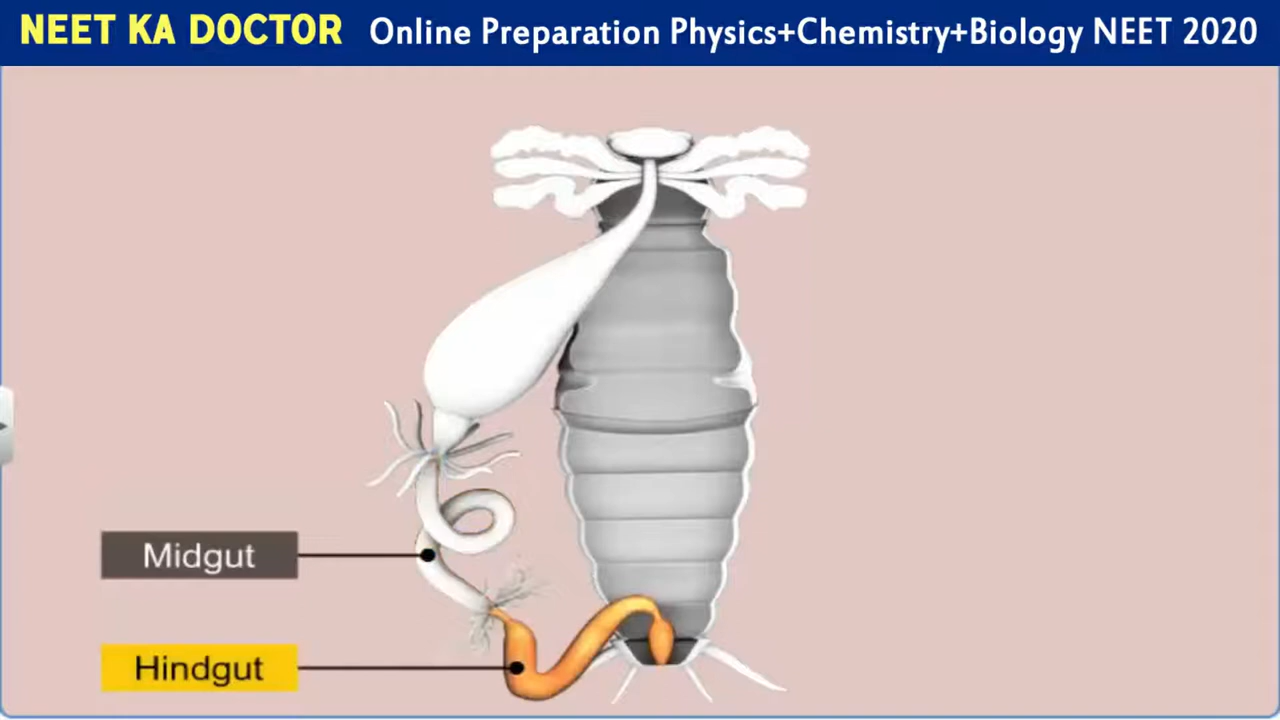 NEET KA DOCTOR Online Preparation Physics+Chemistry+Biology NEET 2020
Midgut
Hindgut